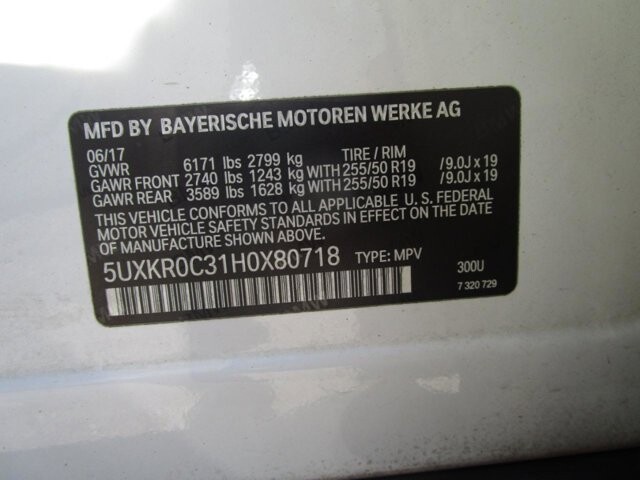 MFD BY BAYERISCHE MOTOREN WERKE AG
06/17 TIRE / RIM
GVWR 6171 lbs 2799 kg
GAWR FRONT 2740 lbs 1243 kg WITH 255/50 R19 /9.0J x 19
GAWR REAR 3589 lbs 1628 kg WITH 255/50 R19 /9.0J x 19
THIS VEHICLE CONFORMS TO ALL APPLICABLE U. S. FEDERAL
MOTOR VEHICLE SAFETY STANDARDS IN EFFECT ON THE DATE
OF MANUFACTURE SHOWN ABOVE.
5UXKR0C31H0X80718 TYPE: MPV 300U
7 320 729